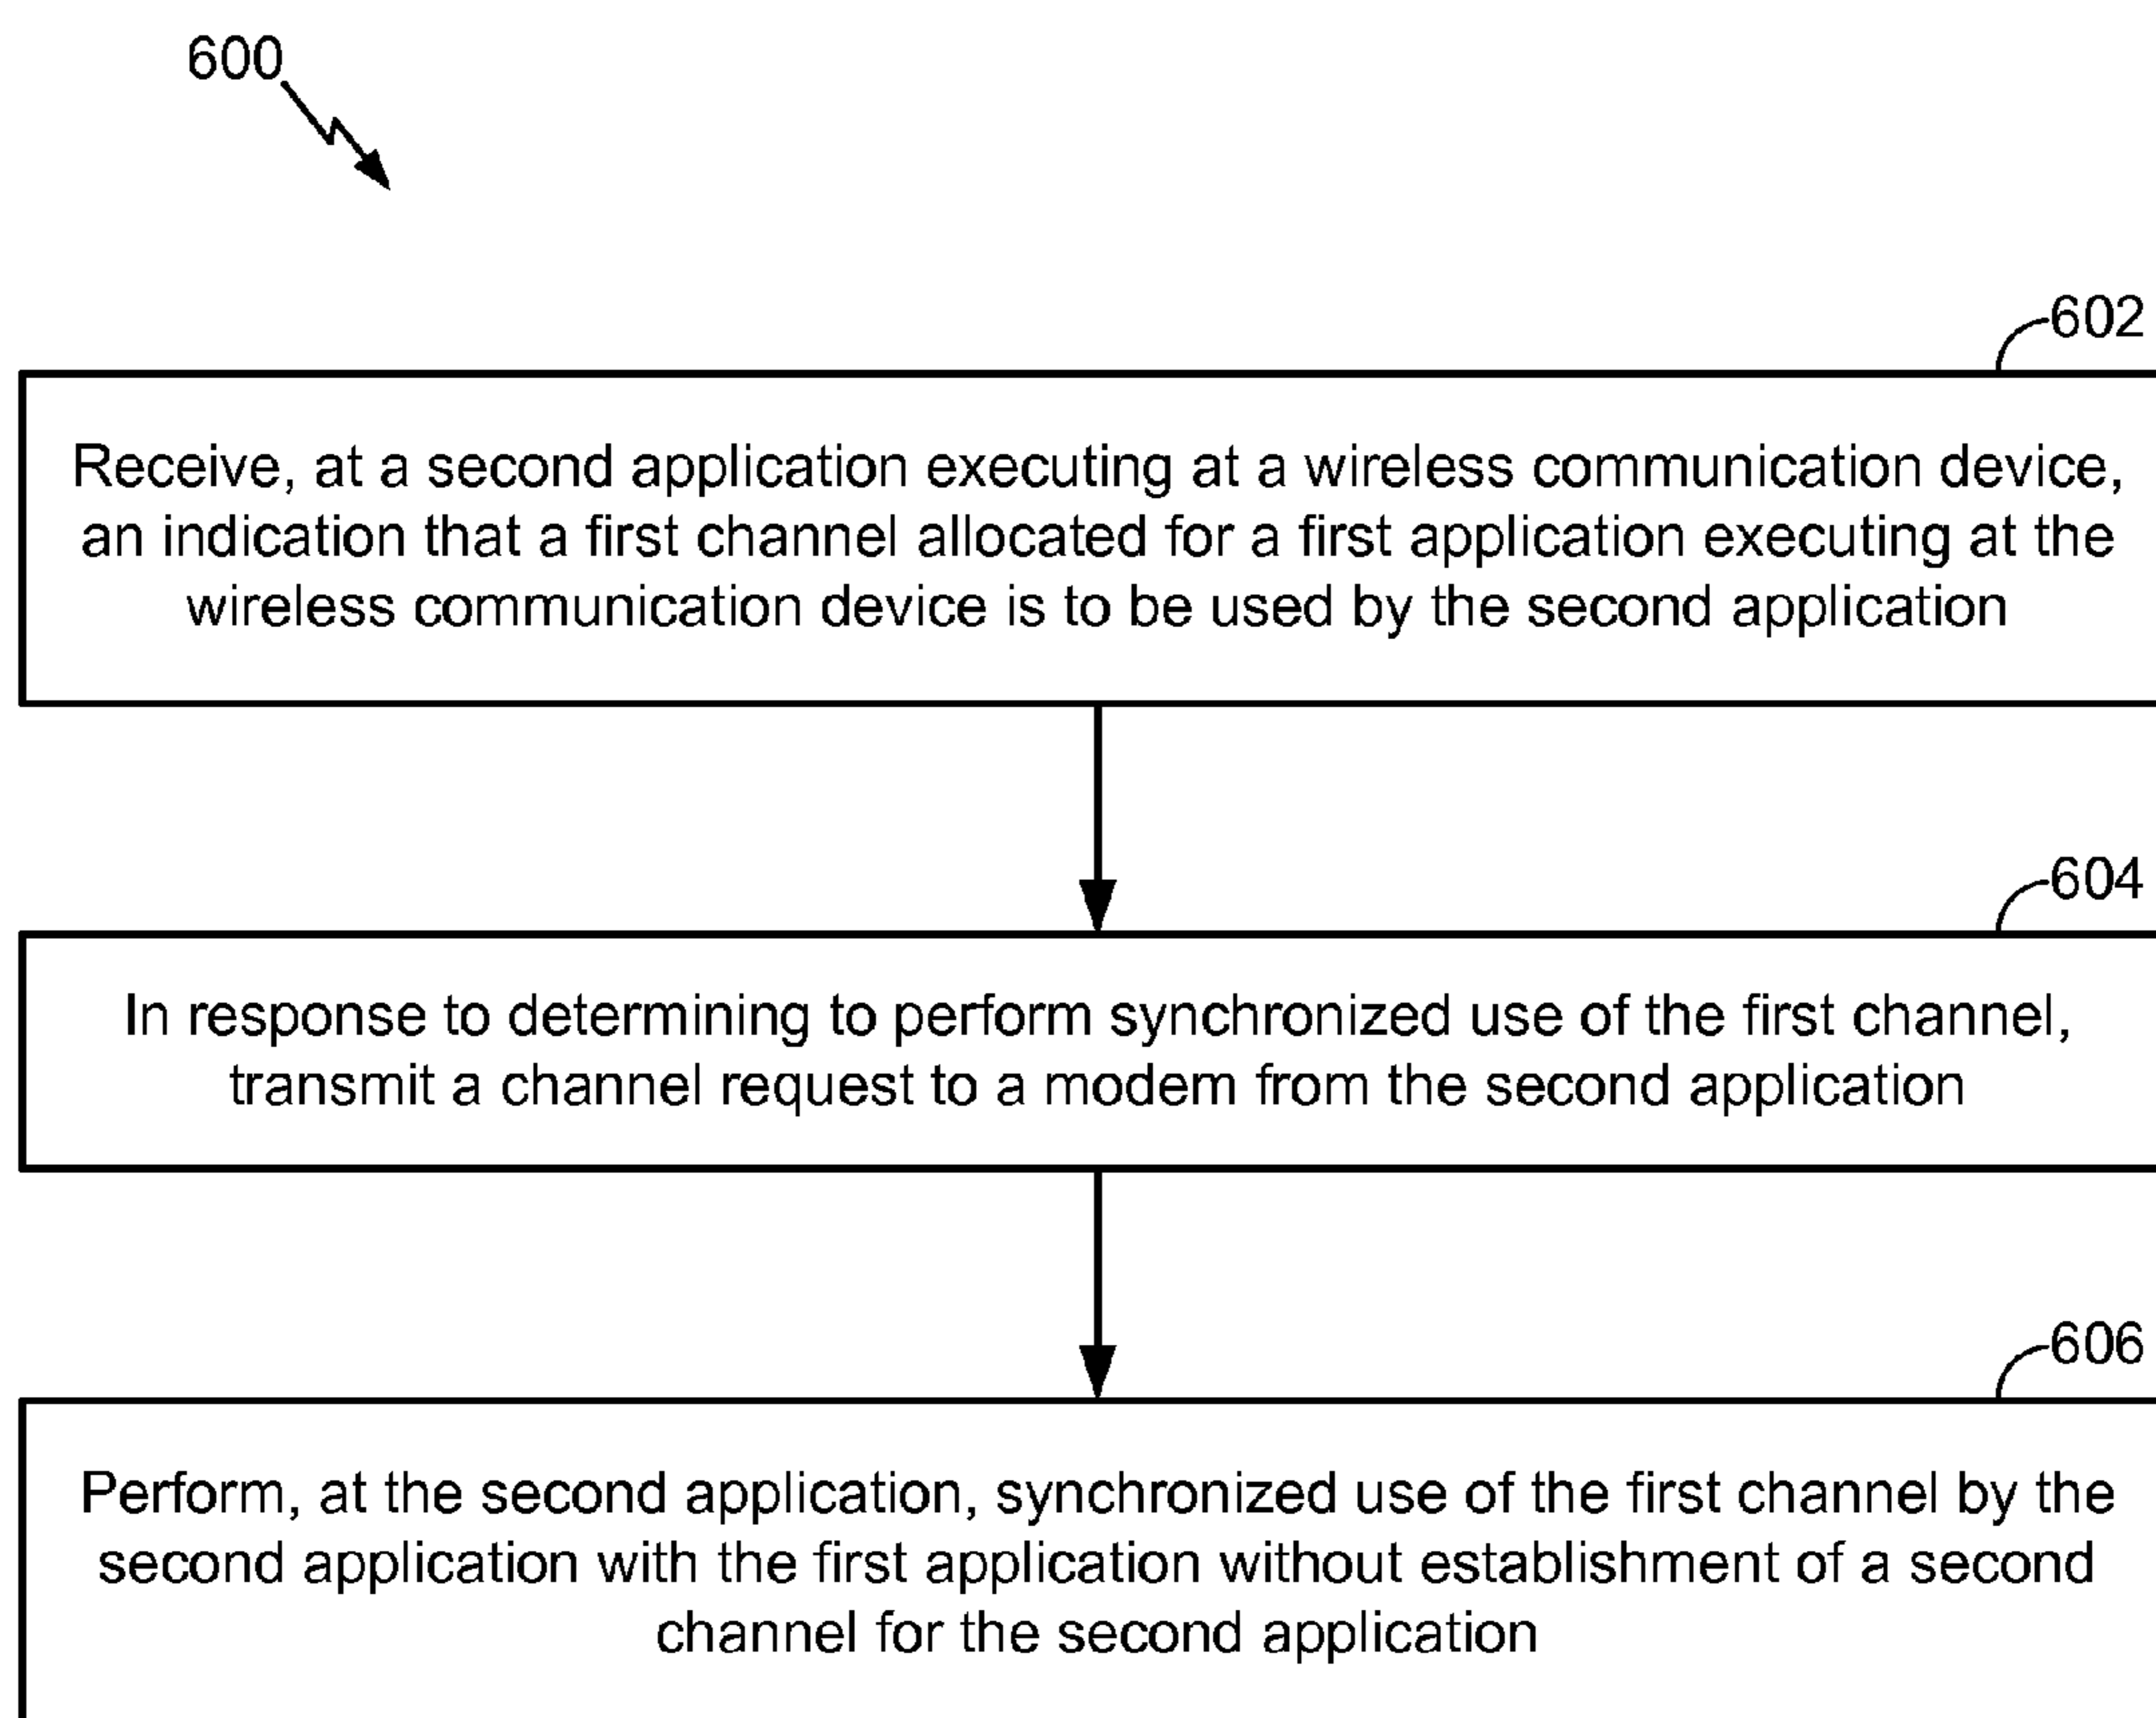 600
602
Receive, at a second application executing at a wireless communication device,
an indication that a first channel allocated for a first application executing at the
wireless communication device is to be used by the second application
604
In response to determining to perform synchronized use of the first channel,
transmit a channel request to a modem from the second application
606
Perform, at the second application, synchronized use of the first channel by the
second application with the first application without establishment of a second
channel for the second application